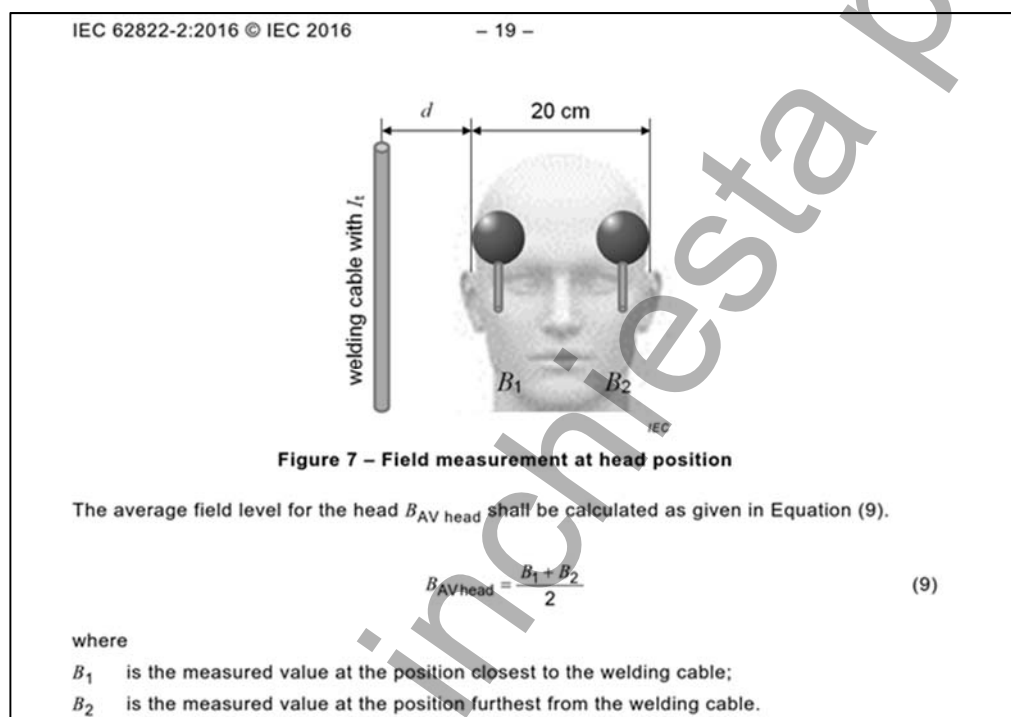 IEC 62822-2:2016 © IEC 2016 – 19 –
d 20 cm
welding cable with It
B1 B2
IEC
Figure 7 – Field measurement at head position
The average field level for the head BAV head shall be calculated as given in Equation (9).
BAVhead = B1 + B2 / 2 (9)
where
B1 is the measured value at the position closest to the welding cable;
B2 is the measured value at the position furthest from the welding cable.
inchiesta p